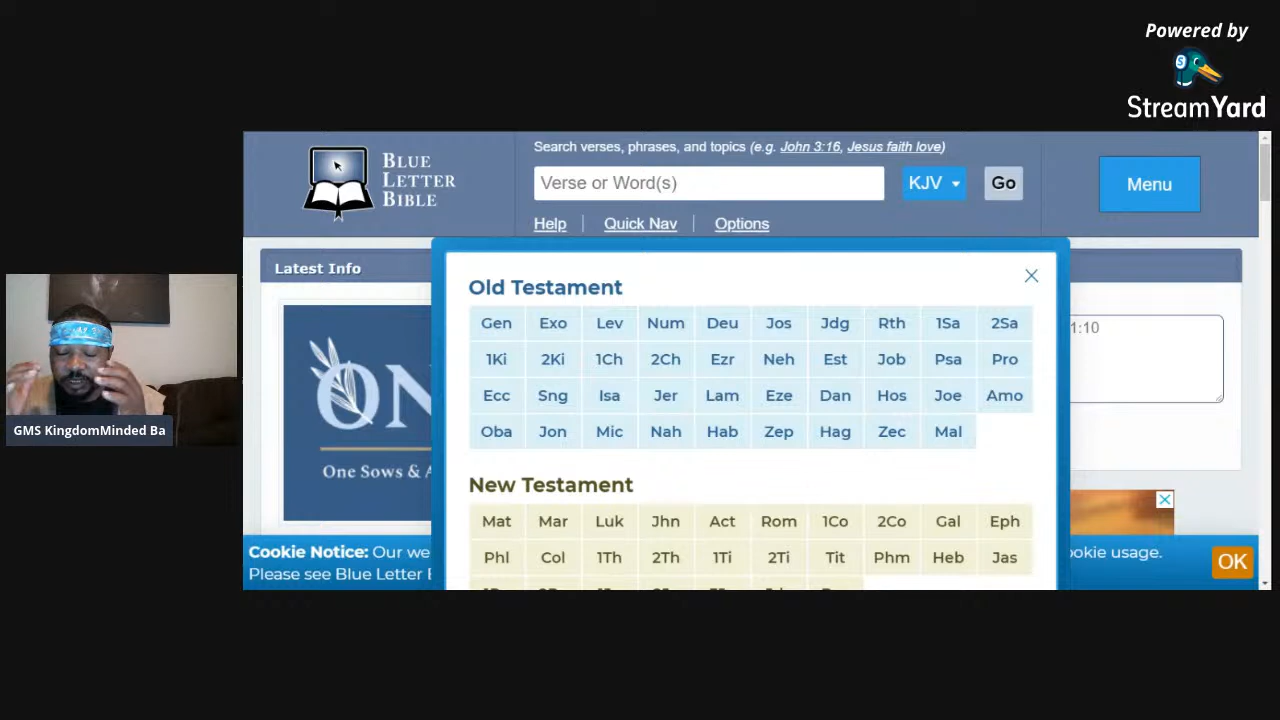 Powered by
StreamYard
BLUE
LETTER
BIBLE
Search verses, phrases, and topics (e.g. John 3:16, Jesus faith love)
Verse or Word(s)
KJV
Go
Menu
Help
Quick Nav
Options
Latest Info
Old Testament
Gen Exo Lev Num Deu Jos Jdg Rth 1Sa 2Sa
1Ki 2Ki 1Ch 2Ch Ezr Neh Est Job Psa Pro
Ecc Sng Isa Jer Lam Eze Dan Hos Joe Amo
Oba Jon Mic Nah Hab Zep Hag Zec Mal
1:10
ON
One Sows & A
New Testament
Mat Mar Luk Jhn Act Rom 1Co 2Co Gal Eph
Phl Col 1Th 2Th 1Ti 2Ti Tit Phm Heb Jas
Cookie Notice: Our we
Please see Blue Letter
ookie usage.
OK
GMS KingdomMinded Ba